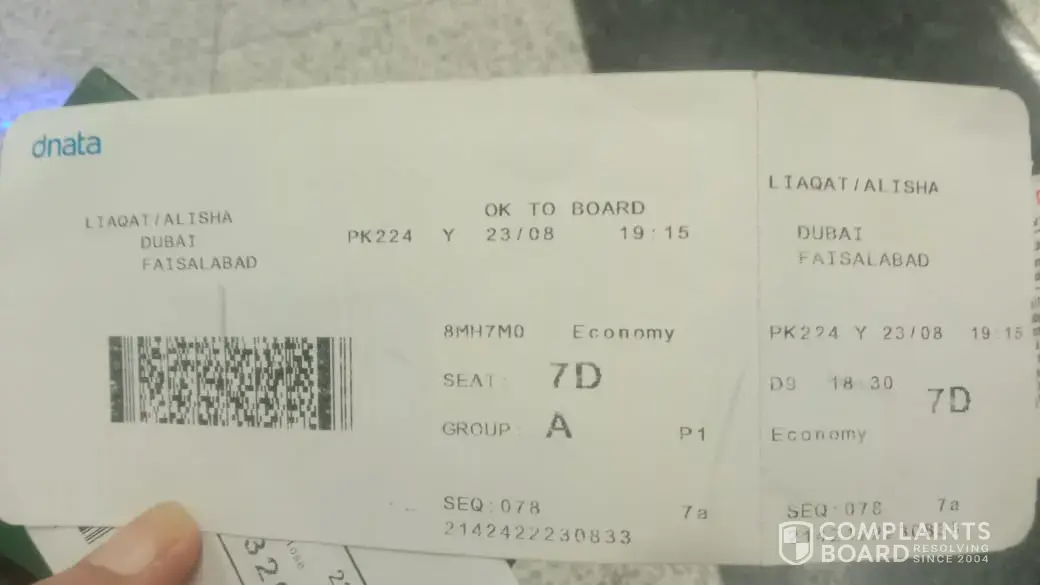 dnata
LIAQAT/ALISHA
DUBAI
FAISALABAD
OK TO BOARD
PK224 Y 23/08 19:15
8MH7M0 Economy
SEAT: 7D
GROUP: A P1
SEQ:078 7a
2142422230833
LIAQAT/ALISHA
DUBAI
FAISALABAD
PK224 Y 23/08 19:15
D9 18:30 7D
Economy
SEQ:078 7a
COMPLAINTS
BOARD RESOLVING
SINCE 2004